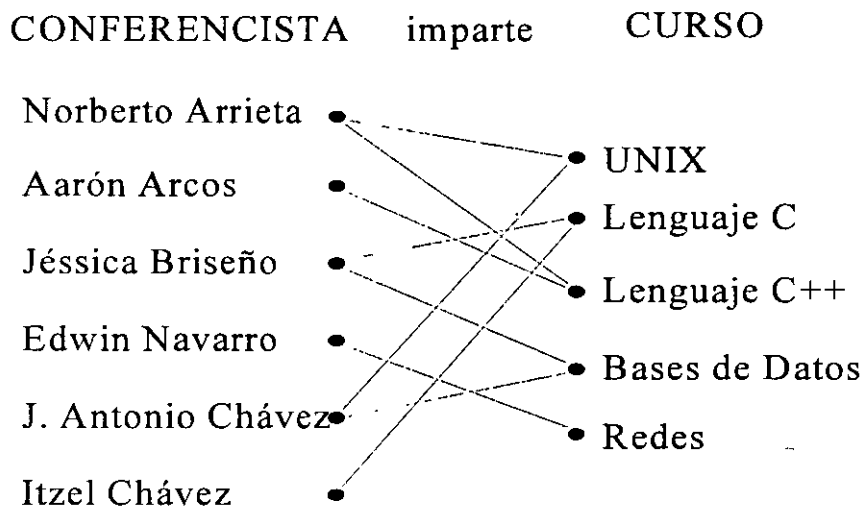 CONFERENCISTA imparte CURSO
Norberto Arrieta
Aarón Arcos
Jéssica Briseño
Edwin Navarro
J. Antonio Chávez
Itzel Chávez
UNIX
Lenguaje C
Lenguaje C++
Bases de Datos
Redes